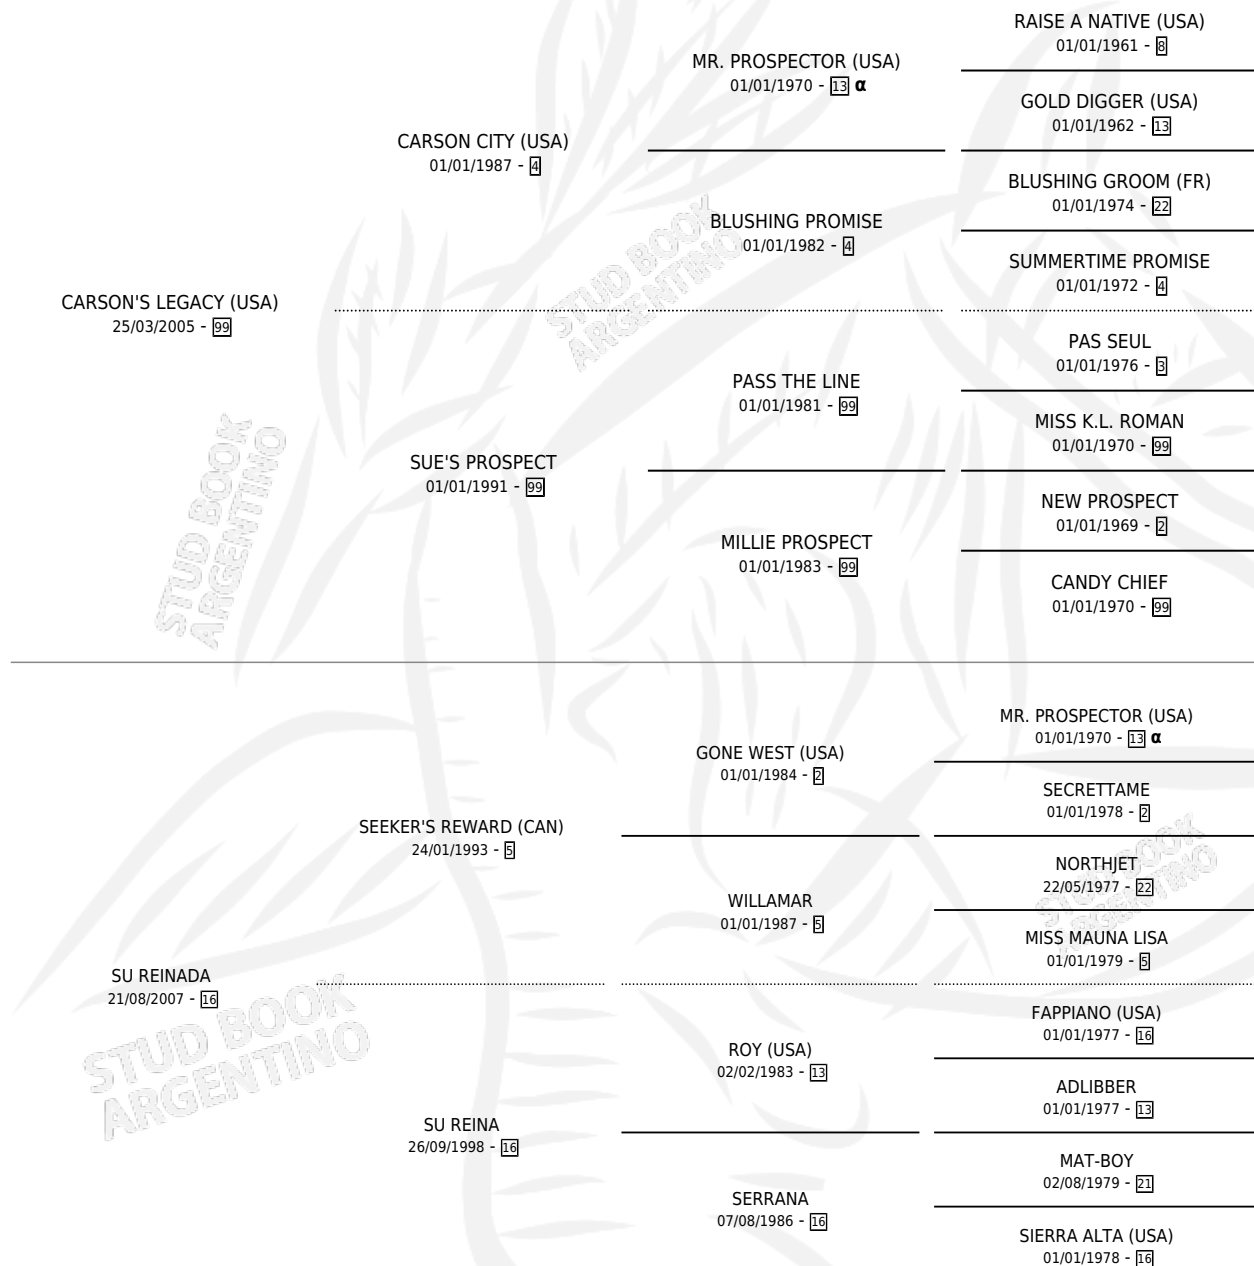 RAISE A NATIVE (USA)
01/01/1961 - 8
MR. PROSPECTOR (USA)
01/01/1970 - 13 α
GOLD DIGGER (USA)
01/01/1962 - 13
CARSON CITY (USA)
01/01/1987 - 4
BLUSHING GROOM (FR)
01/01/1974 - 22
BLUSHING PROMISE
01/01/1982 - 4
SUMMERTIME PROMISE
01/01/1972 - 4
CARSON'S LEGACY (USA)
25/03/2005 - 99
PAS SEUL
01/01/1976 - 3
PASS THE LINE
01/01/1981 - 99
MISS K.L. ROMAN
01/01/1970 - 99
SUE'S PROSPECT
01/01/1991 - 99
NEW PROSPECT
01/01/1969 - 2
MILLIE PROSPECT
01/01/1983 - 99
CANDY CHIEF
01/01/1970 - 99
MR. PROSPECTOR (USA)
01/01/1970 - 13 α
GONE WEST (USA)
01/01/1984 - 2
SECRETTAME
01/01/1978 - 2
SEEKER'S REWARD (CAN)
24/01/1993 - 5
NORTHJET
22/05/1977 - 22
WILLAMAR
01/01/1987 - 5
MISS MAUNA LISA
01/01/1979 - 5
SU REINADA
21/08/2007 - 16
FAPPIANO (USA)
01/01/1977 - 16
ROY (USA)
02/02/1983 - 13
ADLIBBER
01/01/1977 - 13
SU REINA
26/09/1998 - 16
MAT-BOY
02/08/1979 - 21
SERRANA
07/08/1986 - 16
SIERRA ALTA (USA)
01/01/1978 - 16
STUD BOOK
ARGENTINO
STUD BOOK
ARGENTINO
STUD BOOK
ARGENTINO
STUD BOOK
ARGENTINO